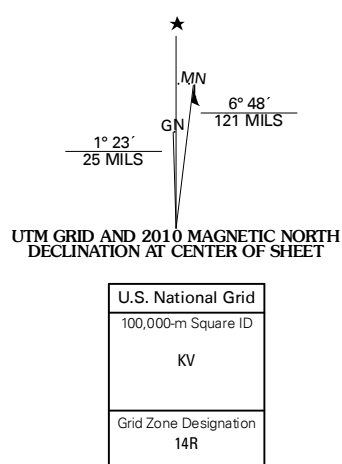 MN
6° 48´
121 MILS
GN
1° 23´
25 MILS
UTM GRID AND 2010 MAGNETIC NORTH
DECLINATION AT CENTER OF SHEET
U.S. National Grid
100,000-m Square ID
KV
Grid Zone Designation
14R